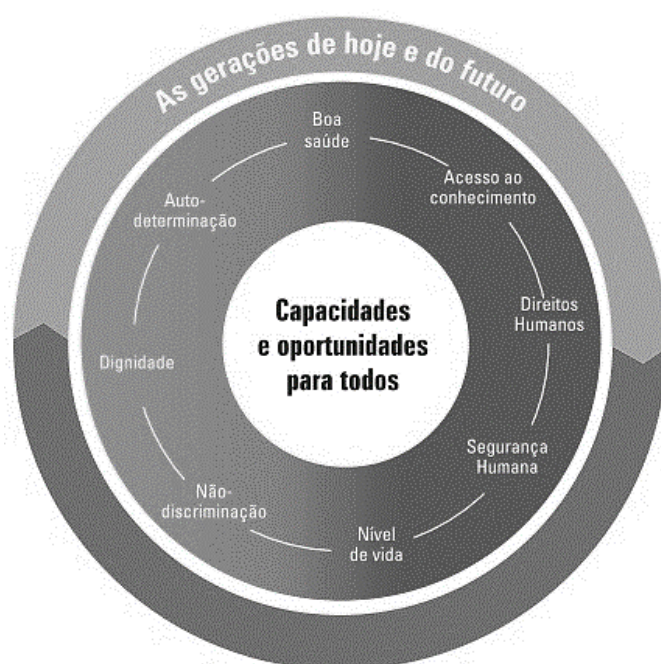 As gerações de hoje e do futuro
Boa
saúde
Acesso ao
conhecimento
Direitos
Humanos
Segurança
Humana
Nível
de vida
Não-
discriminação
Dignidade
Auto-
determinação
Capacidades
e oportunidades
para todos